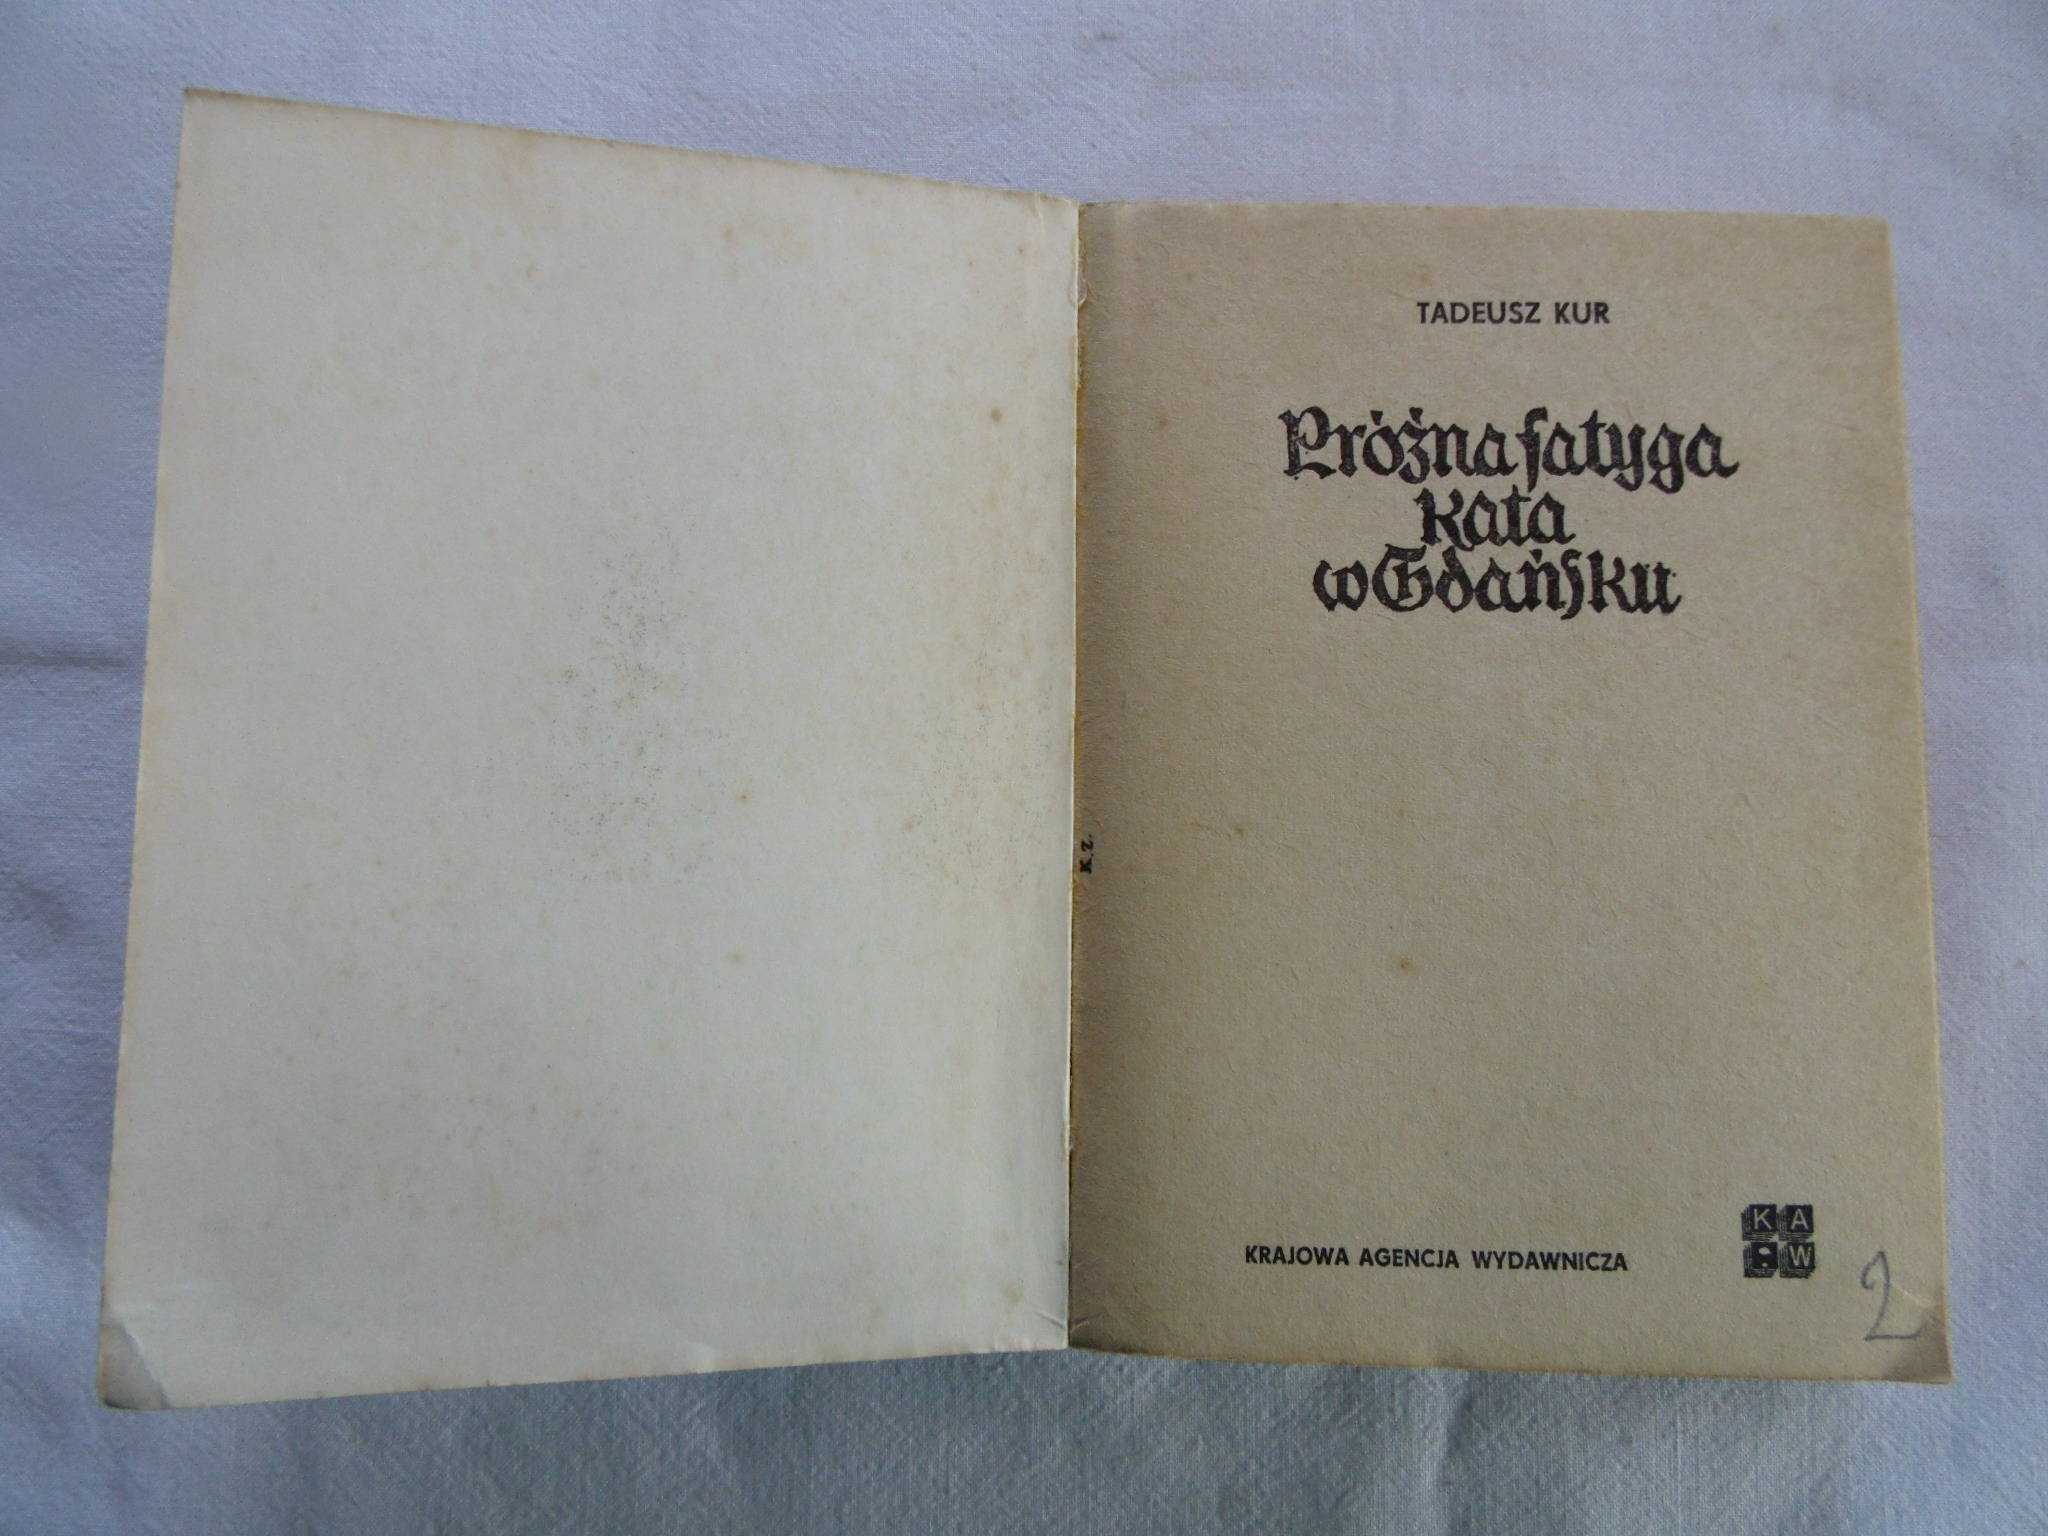 TADEUSZ KUR
Próżna fatyga
kata
w Gdańsku
K.Z.
KRAJOWA AGENCJA WYDAWNICZA
K A
W
2